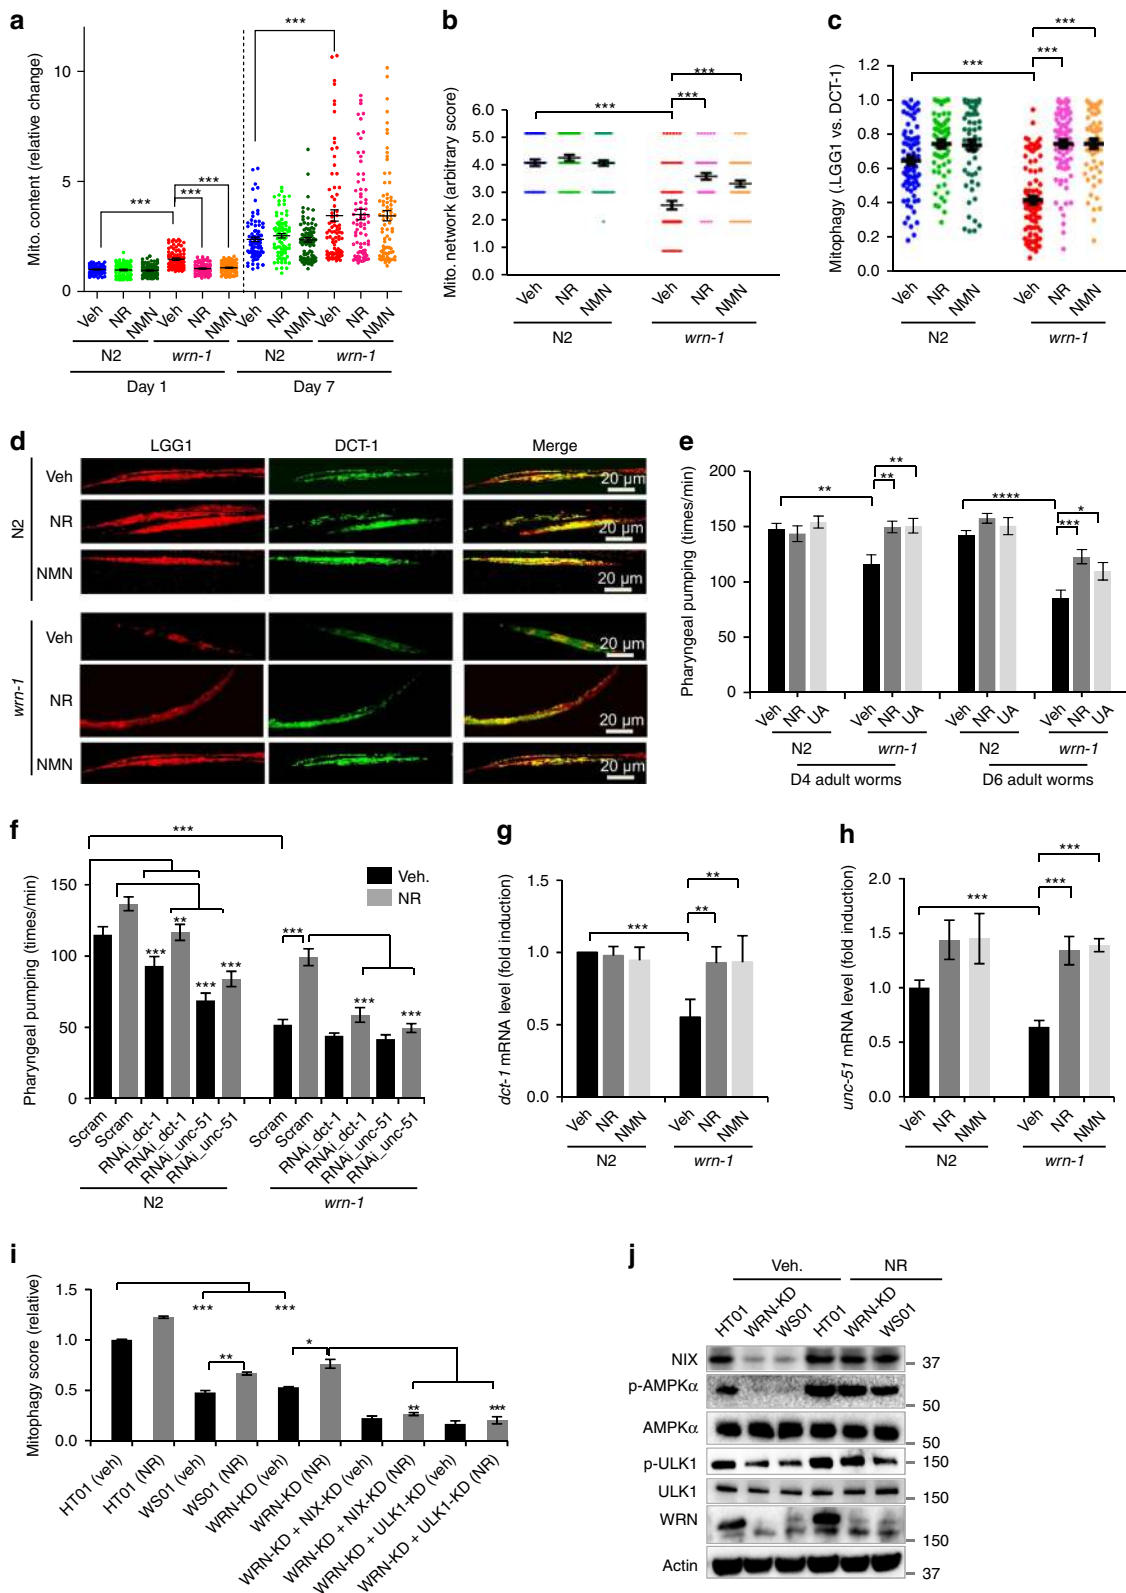 a
Mito. content (relative change)
10
5
0
***
***
***
***
Veh
NR
NMN
Veh
NR
NMN
Veh
NR
NMN
Veh
NR
NMN
N2
wrn-1
N2
wrn-1
Day 1
Day 7
b
Mito. network (arbitrary score)
6.0
5.0
4.0
3.0
2.0
1.0
0.0
***
***
***
Veh
NR
NMN
Veh
NR
NMN
N2
wrn-1
c
Mitophagy (.LGG1 vs. DCT-1)
1.2
1.0
0.8
0.6
0.4
0.2
0.0
***
***
***
Veh
NR
NMN
Veh
NR
NMN
N2
wrn-1
d
LGG1
DCT-1
Merge
N2
Veh
20 µm
NR
20 µm
NMN
20 µm
wrn-1
Veh
20 µm
NR
20 µm
NMN
20 µm
e
Pharyngeal pumping (times/min)
200
150
100
50
0
**
**
**
****
***
*
Veh
NR
UA
Veh
NR
UA
Veh
NR
UA
Veh
NR
UA
N2
wrn-1
N2
wrn-1
D4 adult worms
D6 adult worms
f
Pharyngeal pumping (times/min)
150
100
50
0
***
Veh.
NR
***
**
***
***
***
***
***
Scram
Scram
RNAi_dct-1
RNAi_dct-1
RNAi_unc-51
RNAi_unc-51
Scram
Scram
RNAi_dct-1
RNAi_dct-1
RNAi_unc-51
RNAi_unc-51
N2
wrn-1
g
dct-1 mRNA level (fold induction)
1.5
1.0
0.5
0.0
***
**
**
Veh
NR
NMN
Veh
NR
NMN
N2
wrn-1
h
unc-51 mRNA level (fold induction)
2.0
1.5
1.0
0.5
0.0
***
***
***
Veh
NR
NMN
Veh
NR
NMN
N2
wrn-1
i
Mitophagy score (relative)
1.5
1.0
0.5
0.0
***
**
***
*
**
***
HT01 (veh)
HT01 (NR)
WS01 (veh)
WS01 (NR)
WRN-KD (veh)
WRN-KD (NR)
WRN-KD + NIX-KD (veh)
WRN-KD + NIX-KD (NR)
WRN-KD + ULK1-KD (veh)
WRN-KD + ULK1-KD (NR)
j
Veh.
NR
HT01
WRN-KD
WS01
HT01
WRN-KD
WS01
NIX
37
p-AMPKα
50
AMPKα
50
p-ULK1
150
ULK1
150
WRN
150
Actin
37